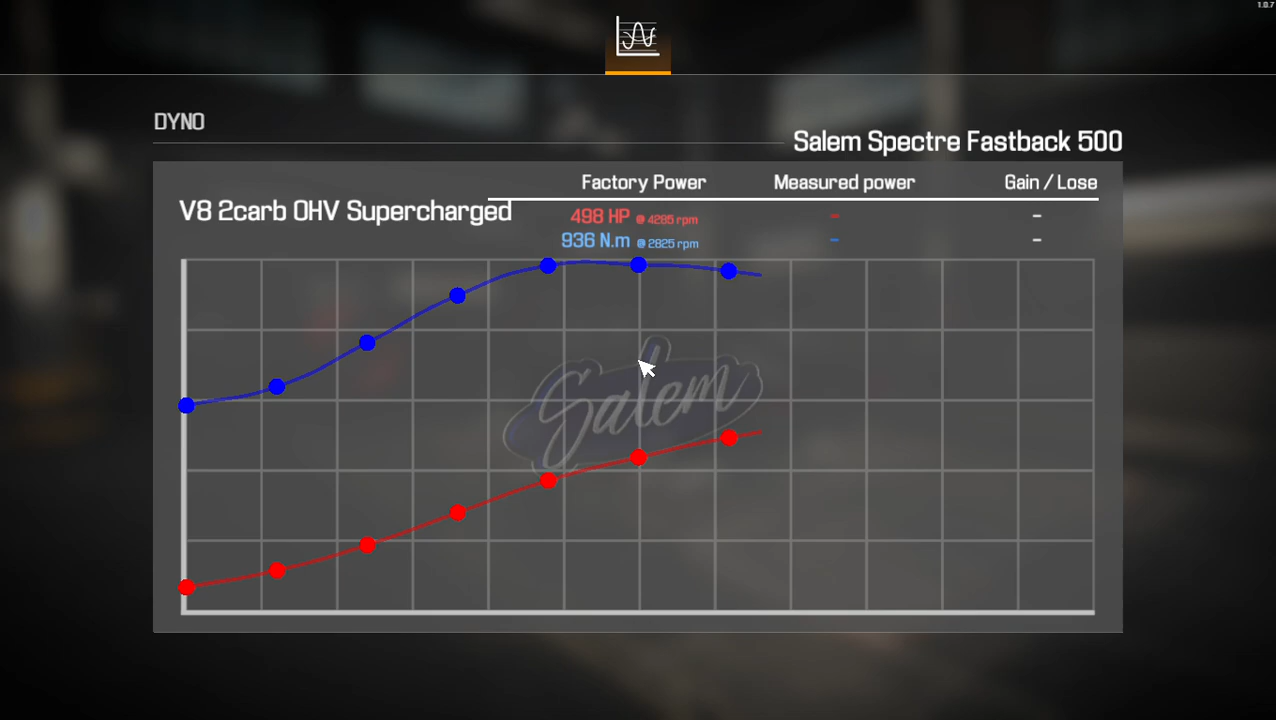 1.0.7
DYNO
Salem Spectre Fastback 500
Factory Power Measured power Gain / Lose
V8 2carb OHV Supercharged
498 HP @ 4285 rpm - -
936 N.m @ 2825 rpm - -
Salem